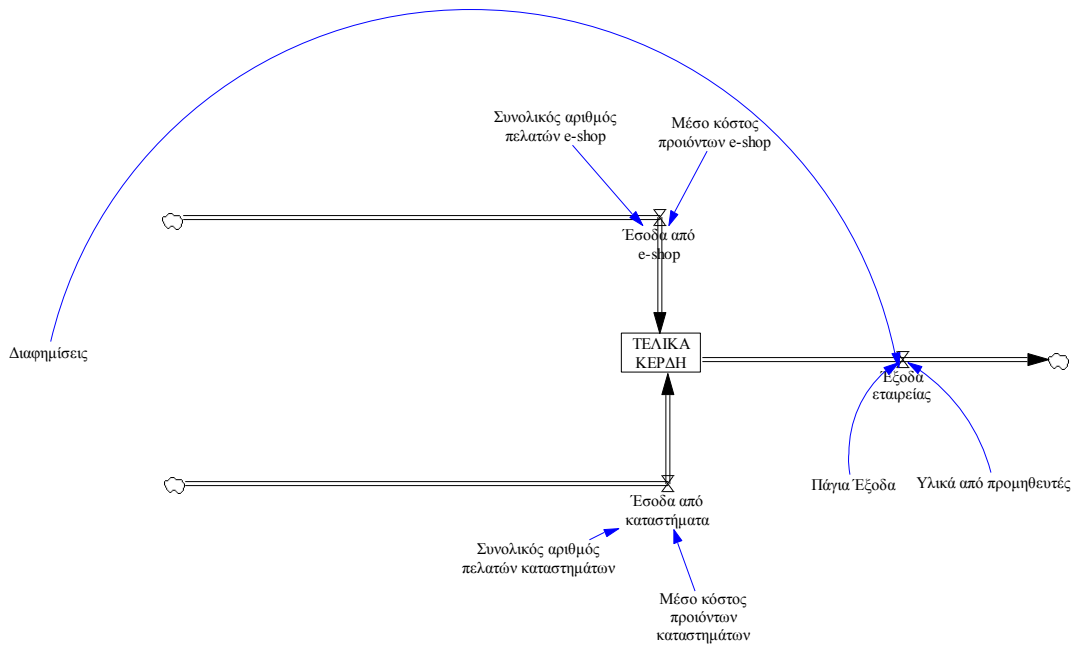 Συνολικός αριθμός
πελατών e-shop
Μέσο κόστος
προιόντων e-shop
Έσοδα από
e-shop
Διαφημίσεις
ΤΕΛΙΚΑ
ΚΕΡΔΗ
Έξοδα
εταιρείας
Πάγια Έξοδα
Υλικά από προμηθευτές
Έσοδα από
καταστήματα
Συνολικός αριθμός
πελατών καταστημάτων
Μέσο κόστος
προιόντων
καταστημάτων